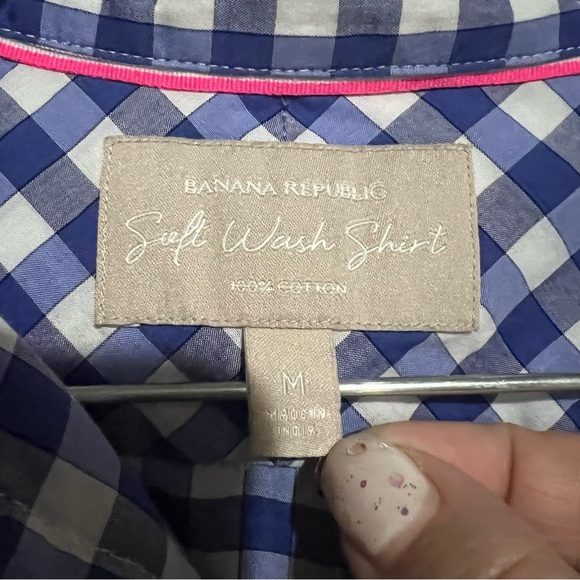 BANANA REPUBLIC
Soft Wash Shirt
100% COTTON
M
MADE IN
INDIA